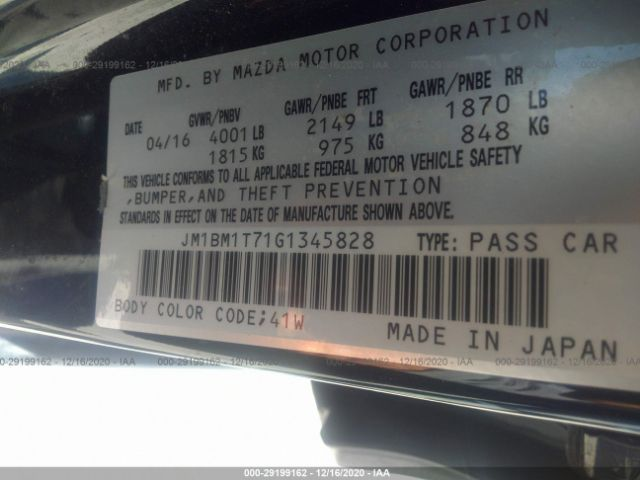 MFD. BY MAZDA MOTOR CORPORATION
DATE GVWR/PNBV GAWR/PNBE FRT GAWR/PNBE RR
04/16 4001 LB 2149 LB 1870 LB
1815 KG 975 KG 848 KG
THIS VEHICLE CONFORMS TO ALL APPLICABLE FEDERAL MOTOR VEHICLE SAFETY
,BUMPER,AND THEFT PREVENTION
STANDARDS IN EFFECT ON THE DATE OF MANUFACTURE SHOWN ABOVE.
JM1BM1T71G1345828 TYPE: PASS CAR
BODY COLOR CODE;41W
MADE IN JAPAN
000-29199162 - 12/16/2020 - IAA